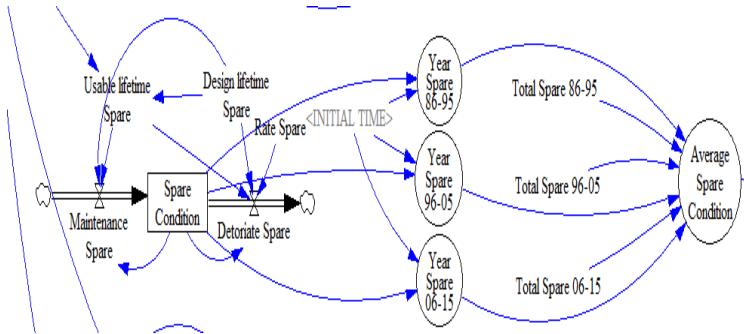 Usable lifetime
Spare
Design lifetime
Spare
Rate Spare
<INITIAL TIME>
Maintenance
Spare
Spare
Condition
Detoriate Spare
Year
Spare
86-95
Year
Spare
96-05
Year
Spare
06-15
Total Spare 86-95
Total Spare 96-05
Total Spare 06-15
Average
Spare
Condition